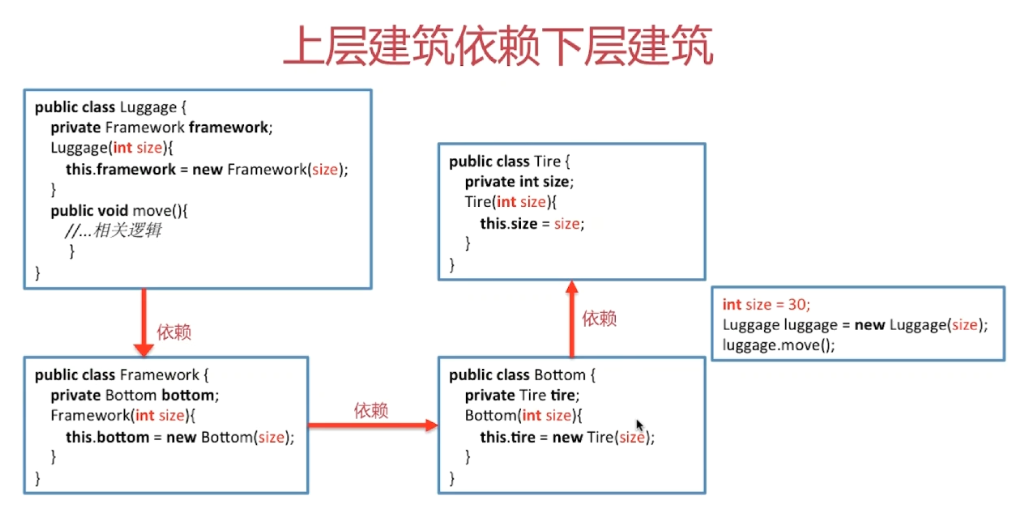 上层建筑依赖下层建筑
public class Luggage {
private Framework framework;
Luggage(int size){
this.framework = new Framework(size);
}
public void move(){
//...相关逻辑
}
}
依赖
public class Framework {
private Bottom bottom;
Framework(int size){
this.bottom = new Bottom(size);
}
}
依赖
public class Bottom {
private Tire tire;
Bottom(int size){
this.tire = new Tire(size);
}
}
依赖
public class Tire {
private int size;
Tire(int size){
this.size = size;
}
}
int size = 30;
Luggage luggage = new Luggage(size);
luggage.move();